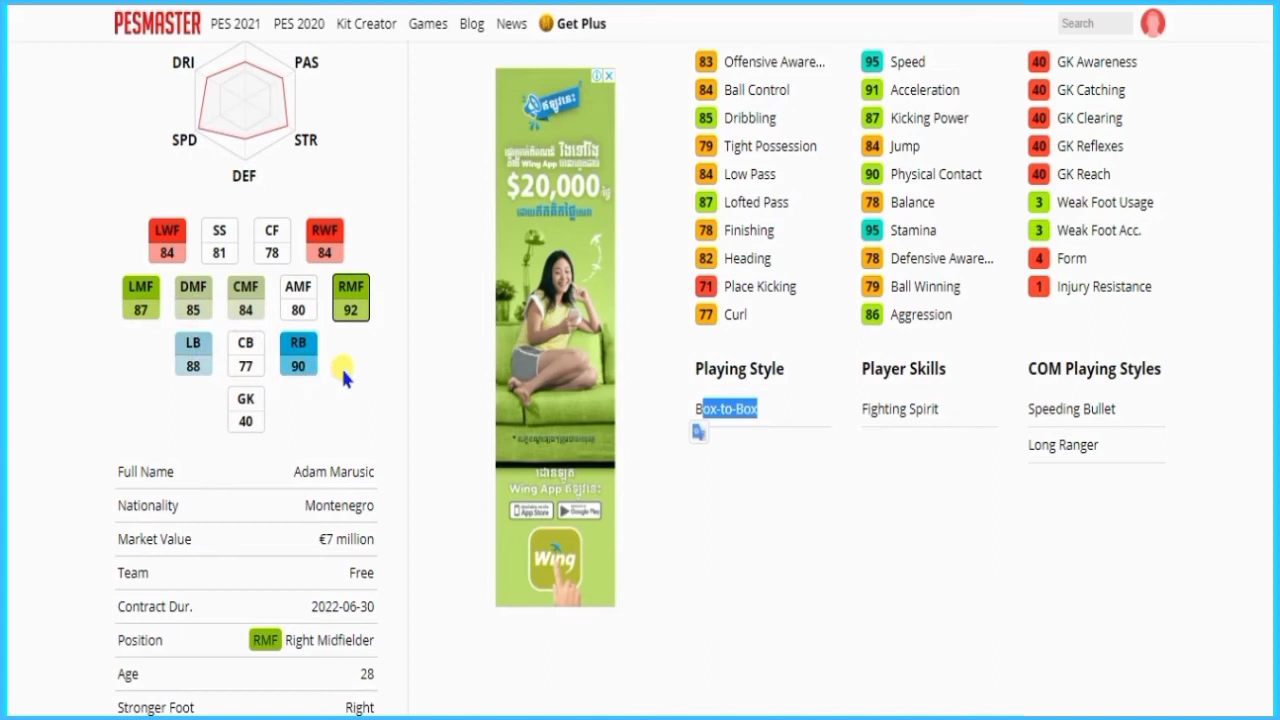 PESMASTER PES 2021 PES 2020 Kit Creator Games Blog News Get Plus Search
DRI PAS
SPD STR
DEF
LWF SS CF RWF
84 81 78 84
LMF DMF CMF AMF RMF
87 85 84 80 92
LB CB RB
88 77 90
GK
40
Full Name Adam Marusic
Nationality Montenegro
Market Value €7 million
Team Free
Contract Dur. 2022-06-30
Position RMF Right Midfielder
Age 28
Stronger Foot Right
$20,000
Wing App
App Store Google Play
Wing
83 Offensive Aware...
84 Ball Control
85 Dribbling
79 Tight Possession
84 Low Pass
87 Lofted Pass
78 Finishing
82 Heading
71 Place Kicking
77 Curl
95 Speed
91 Acceleration
87 Kicking Power
84 Jump
90 Physical Contact
78 Balance
95 Stamina
78 Defensive Aware...
79 Ball Winning
86 Aggression
40 GK Awareness
40 GK Catching
40 GK Clearing
40 GK Reflexes
40 GK Reach
3 Weak Foot Usage
3 Weak Foot Acc.
4 Form
1 Injury Resistance
Playing Style
Box-to-Box
Player Skills
Fighting Spirit
COM Playing Styles
Speeding Bullet
Long Ranger